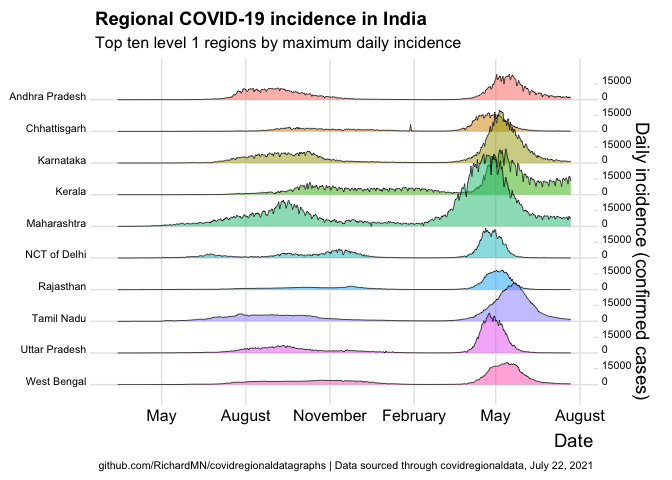 Regional COVID-19 incidence in India
Top ten level 1 regions by maximum daily incidence
Andhra Pradesh
Chhattisgarh
Karnataka
Kerala
Maharashtra
NCT of Delhi
Rajasthan
Tamil Nadu
Uttar Pradesh
West Bengal
15000
0
15000
0
15000
0
15000
0
15000
0
15000
0
15000
0
15000
0
15000
0
15000
0
Daily incidence (confirmed cases)
May August November February May August
Date
github.com/RichardMN/covidregionaldatagraphs | Data sourced through covidregionaldata, July 22, 2021